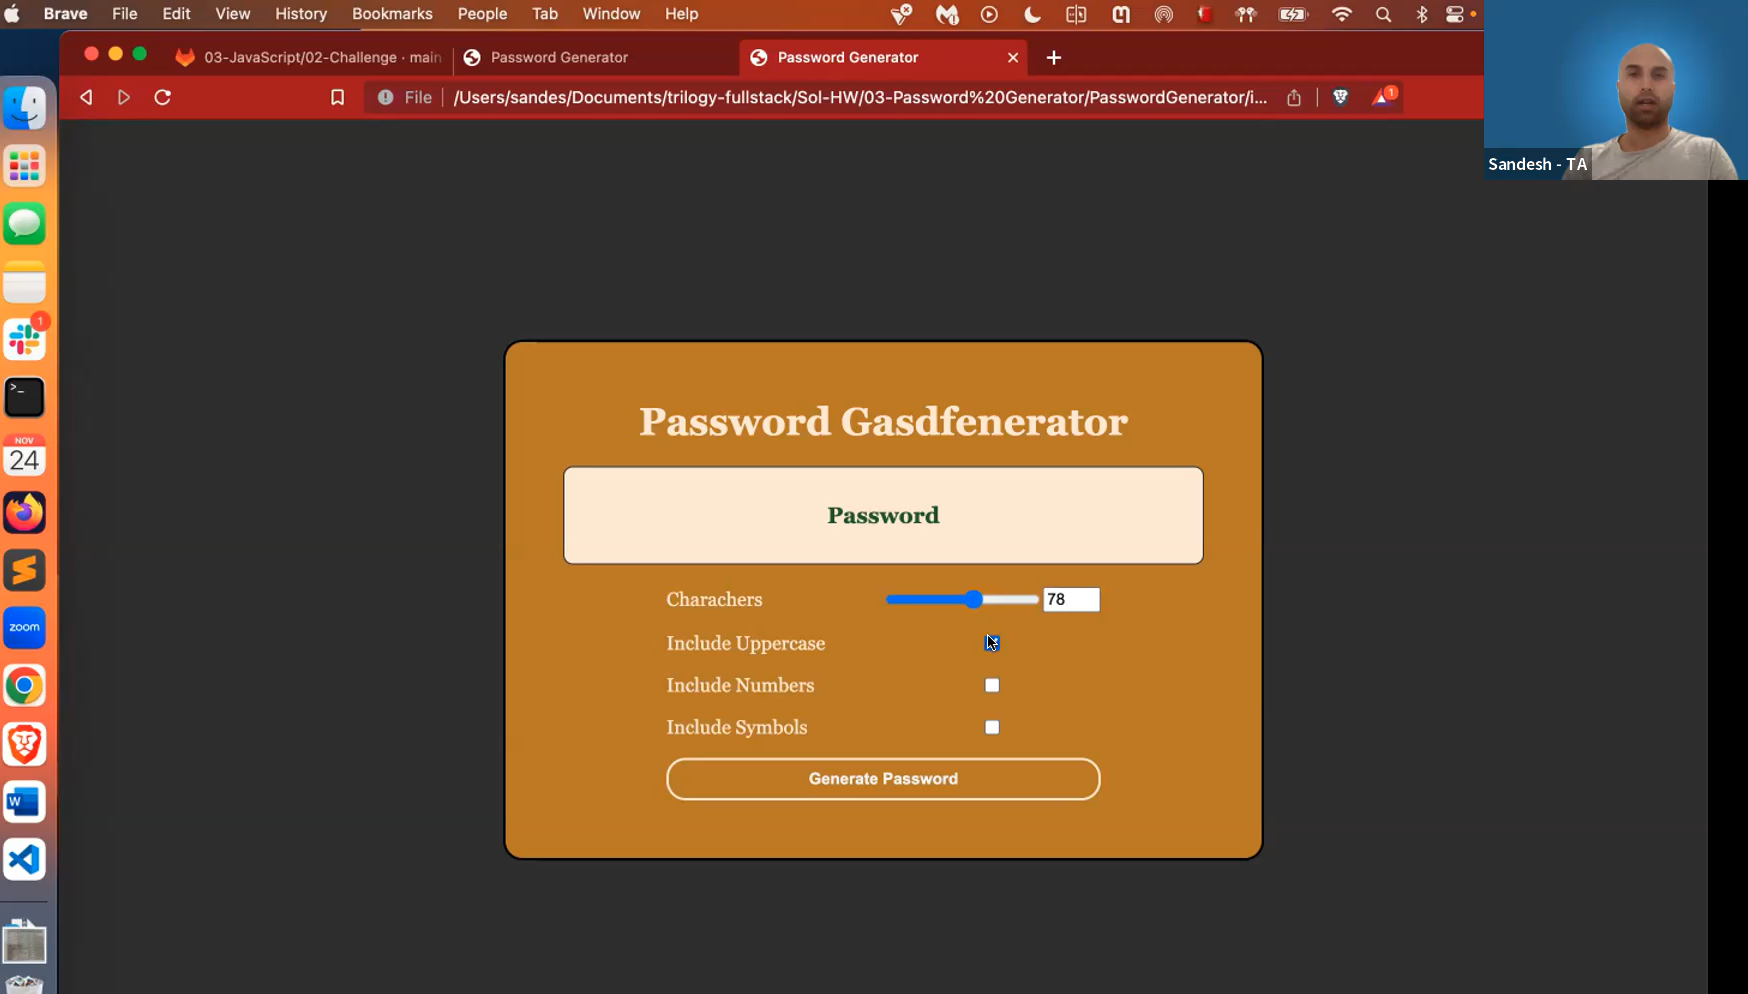 Brave File Edit View History Bookmarks People Tab Window Help
03-JavaScript/02-Challenge · main
Password Generator
Password Generator
File
/Users/sandes/Documents/trilogy-fullstack/Sol-HW/03-Password%20Generator/PasswordGenerator/i...
1
Sandesh - TA
1
>_
NOV
24
zoom
W
Password Gasdfenerator
Password
Charachers 78
Include Uppercase
Include Numbers
Include Symbols
Generate Password